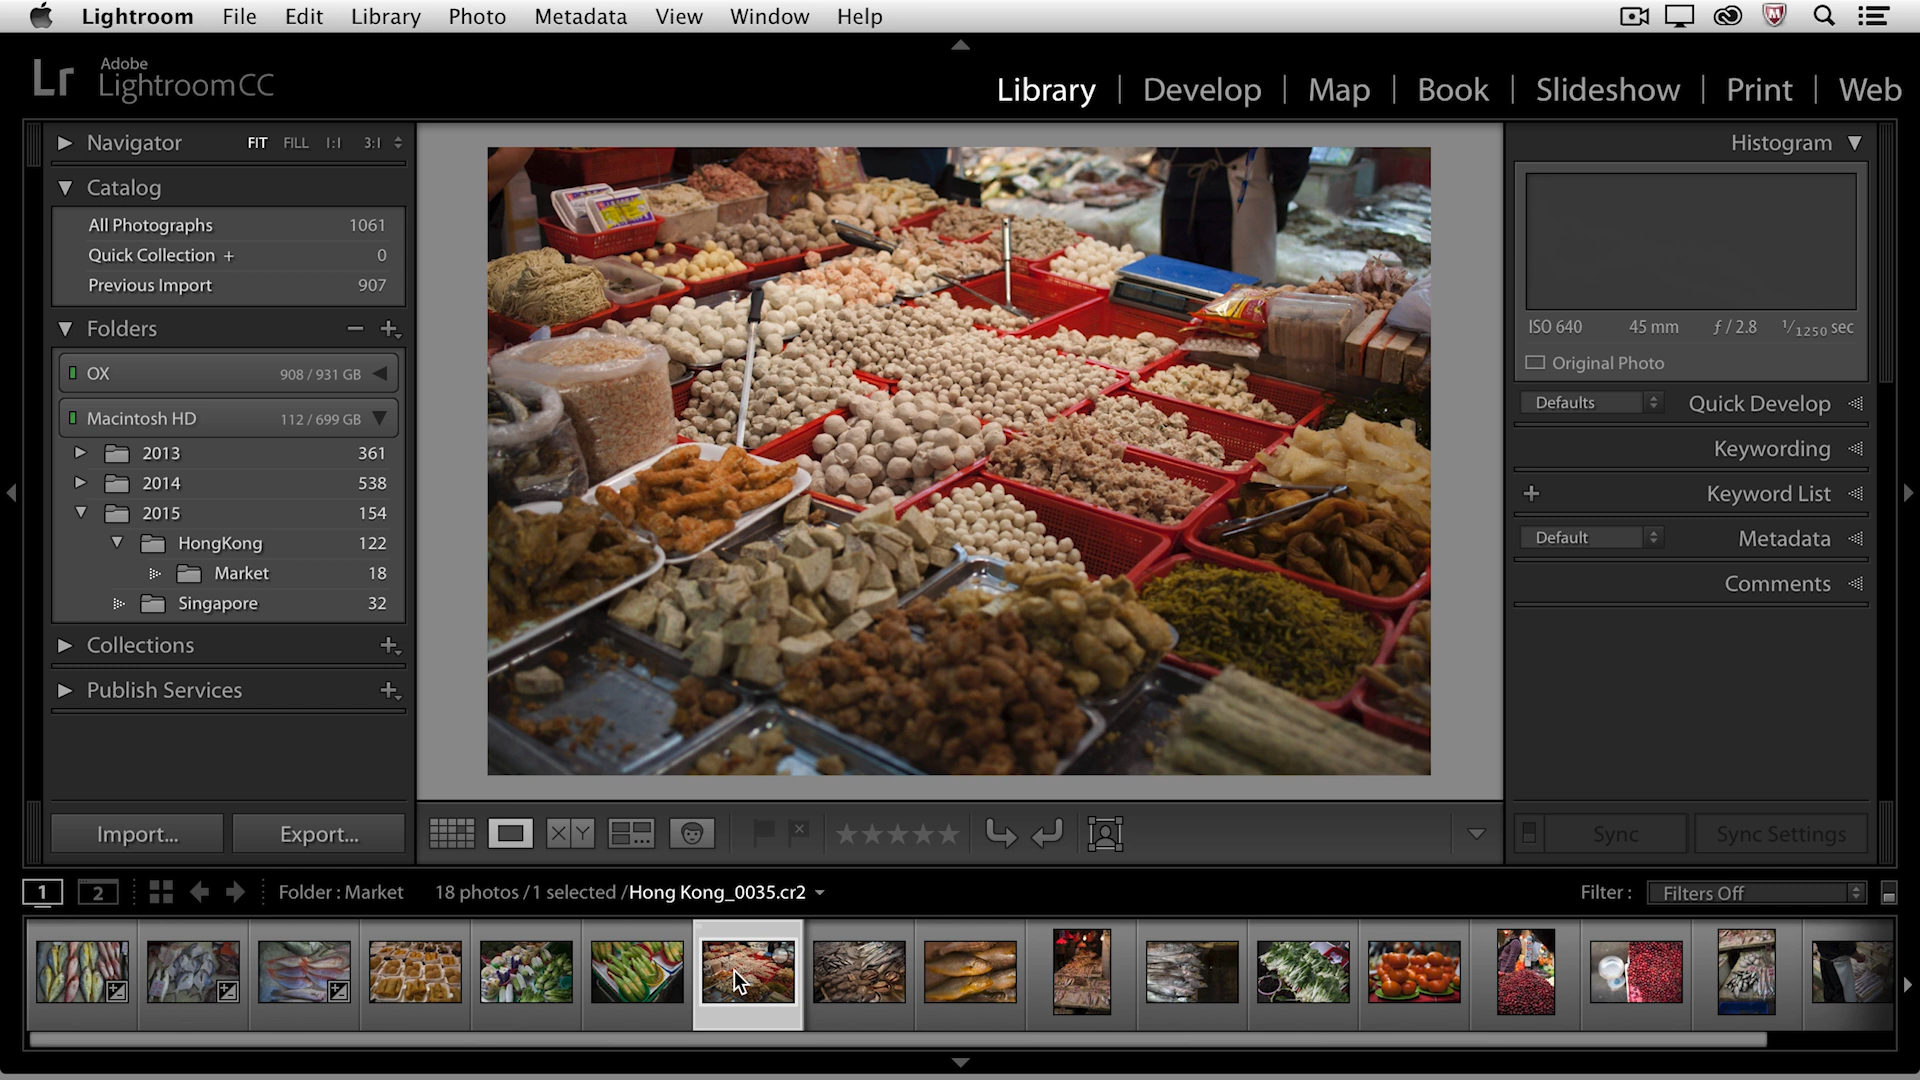 Lightroom File Edit Library Photo Metadata View Window Help
Lr Adobe
Lightroom CC
Library | Develop | Map | Book | Slideshow | Print | Web
Navigator FIT FILL 1:1 3:1
Catalog
All Photographs 1061
Quick Collection + 0
Previous Import 907
Folders
OX 908 / 931 GB
Macintosh HD 112 / 699 GB
2013 361
2014 538
2015 154
HongKong 122
Market 18
Singapore 32
Collections
Publish Services
Import... Export...
Histogram
ISO 640 45 mm ƒ / 2.8 1/1250 sec
Original Photo
Defaults Quick Develop
Keywording
Keyword List
Default Metadata
Comments
XY
Sync Sync Settings
1 2 Folder : Market 18 photos / 1 selected / Hong Kong_0035.cr2 Filter : Filters Off